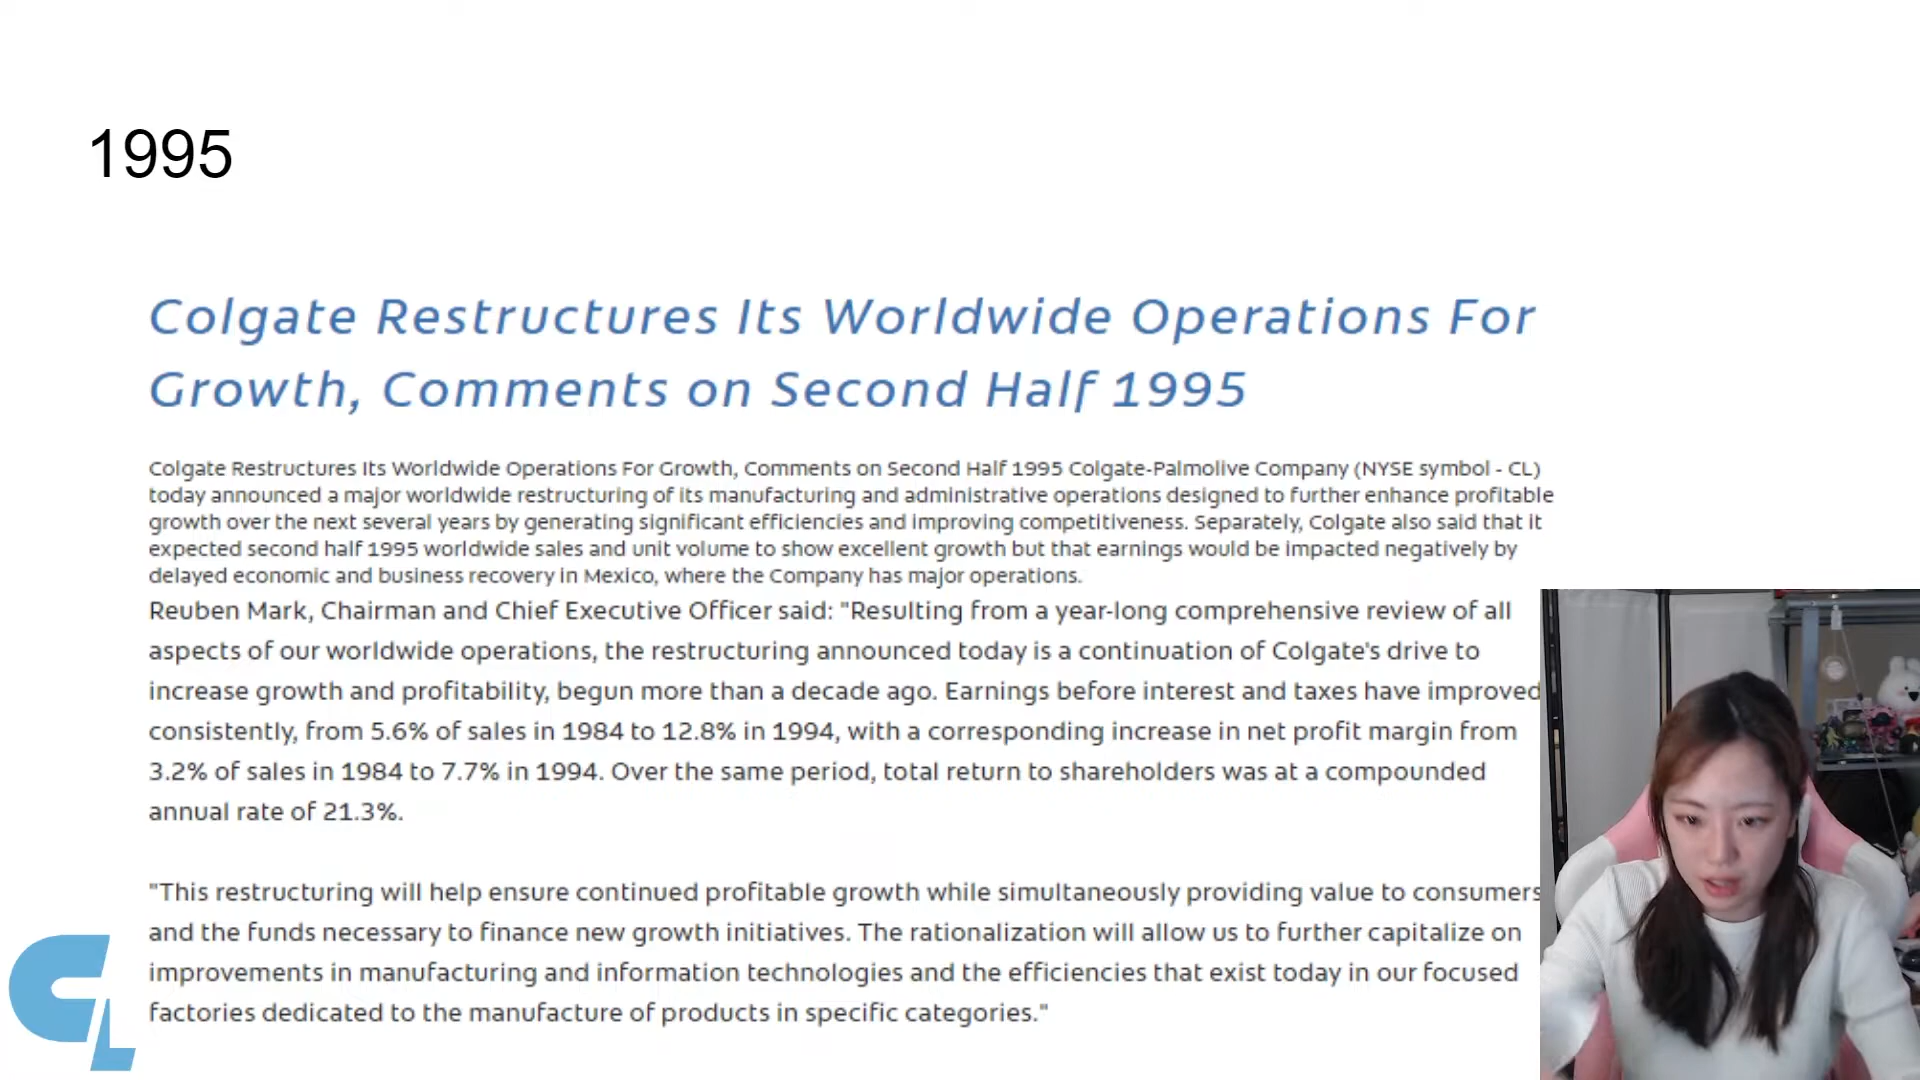 1995
Colgate Restructures Its Worldwide Operations For
Growth, Comments on Second Half 1995
Colgate Restructures Its Worldwide Operations For Growth, Comments on Second Half 1995 Colgate-Palmolive Company (NYSE symbol - CL)
today announced a major worldwide restructuring of its manufacturing and administrative operations designed to further enhance profitable
growth over the next several years by generating significant efficiencies and improving competitiveness. Separately, Colgate also said that it
expected second half 1995 worldwide sales and unit volume to show excellent growth but that earnings would be impacted negatively by
delayed economic and business recovery in Mexico, where the Company has major operations.
Reuben Mark, Chairman and Chief Executive Officer said: "Resulting from a year-long comprehensive review of all
aspects of our worldwide operations, the restructuring announced today is a continuation of Colgate's drive to
increase growth and profitability, begun more than a decade ago. Earnings before interest and taxes have improved
consistently, from 5.6% of sales in 1984 to 12.8% in 1994, with a corresponding increase in net profit margin from
3.2% of sales in 1984 to 7.7% in 1994. Over the same period, total return to shareholders was at a compounded
annual rate of 21.3%.
"This restructuring will help ensure continued profitable growth while simultaneously providing value to consumers
and the funds necessary to finance new growth initiatives. The rationalization will allow us to further capitalize on
improvements in manufacturing and information technologies and the efficiencies that exist today in our focused
factories dedicated to the manufacture of products in specific categories."
CL